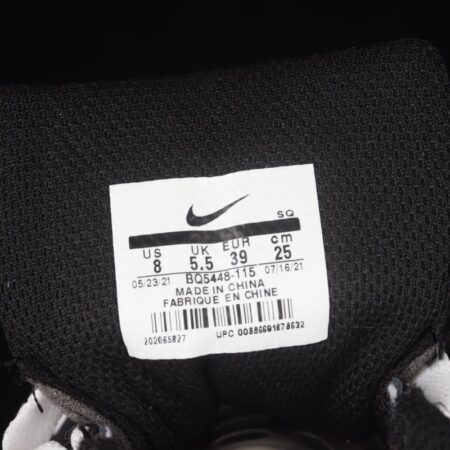 SQ
US UK EUR cm
8 5.5 39 25
05/23/21 BQ5448-115 07/16/21
MADE IN CHINA
FABRIQUE EN CHINE
202665827 UPC 00886691678632